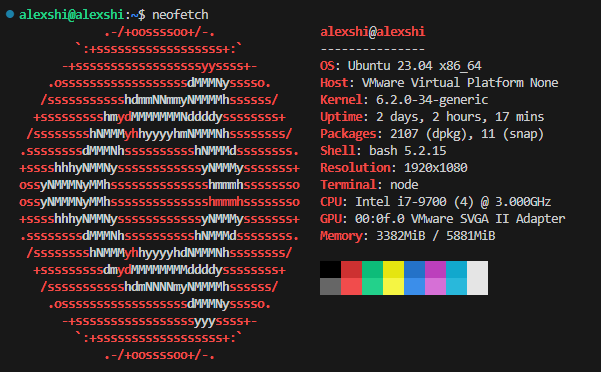 alexshi@alexshi:~$ neofetch
.-/+oossssoo+/-.
`:+ssssssssssssssssss+:`
-+ssssssssssssssssssyyssss+-
.ossssssssssssssssssdMMMNysssso.
/ssssssssssshdmmNNmmyNMMMMhssssss/
+ssssssssshmydMMMMMMMNddddyssssssss+
/sssssssshNMMMyhhyyyyhmNMMMNhssssssss/
.ssssssssdMMMNhsssssssssshNMMMdssssssss.
+sssshhhyNMMNyssssssssssssyNMMMysssssss+
ossyNMMMNyMMhsssssssssssssshmmmhssssssso
ossyNMMMNyMMhsssssssssssssshmmmhssssssso
+sssshhhyNMMNyssssssssssssyNMMMysssssss+
.ssssssssdMMMNhsssssssssshNMMMdssssssss.
/sssssssshNMMMyhhyyyyhdNMMMNhssssssss/
+sssssssssdmydMMMMMMMMddddyssssssss+
/ssssssssssshdmNNNNmyNMMMMhssssss/
.ossssssssssssssssssdMMMNysssso.
-+sssssssssssssssssyyyssss+-
`:+ssssssssssssssssss+:`
.-/+oossssoo+/-.
alexshi@alexshi
---------------
OS: Ubuntu 23.04 x86_64
Host: VMware Virtual Platform None
Kernel: 6.2.0-34-generic
Uptime: 2 days, 2 hours, 17 mins
Packages: 2107 (dpkg), 11 (snap)
Shell: bash 5.2.15
Resolution: 1920x1080
Terminal: node
CPU: Intel i7-9700 (4) @ 3.000GHz
GPU: 00:0f.0 VMware SVGA II Adapter
Memory: 3382MiB / 5881MiB